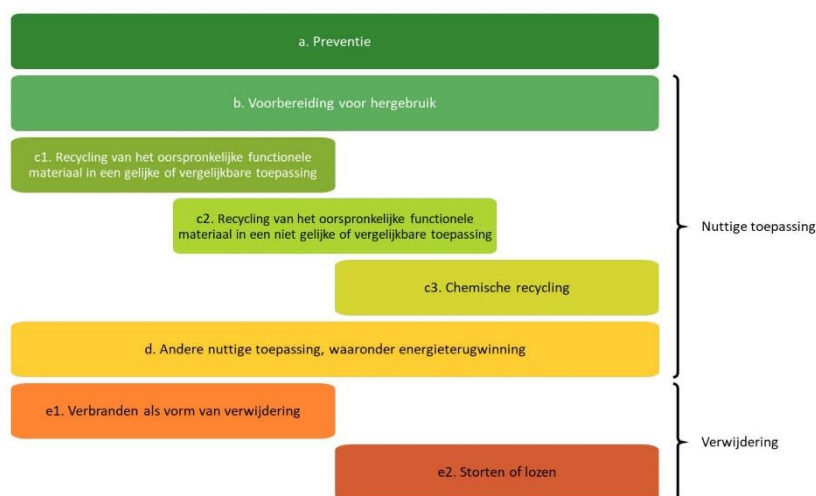 a. Preventie
b. Voorbereiding voor hergebruik
c1. Recycling van het oorspronkelijke functionele
materiaal in een gelijke of vergelijkbare toepassing
c2. Recycling van het oorspronkelijke functionele
materiaal in een niet gelijke of vergelijkbare toepassing
Nuttige toepassing
c3. Chemische recycling
d. Andere nuttige toepassing, waaronder energieterugwinning
e1. Verbranden als vorm van verwijdering
Verwijdering
e2. Storten of lozen